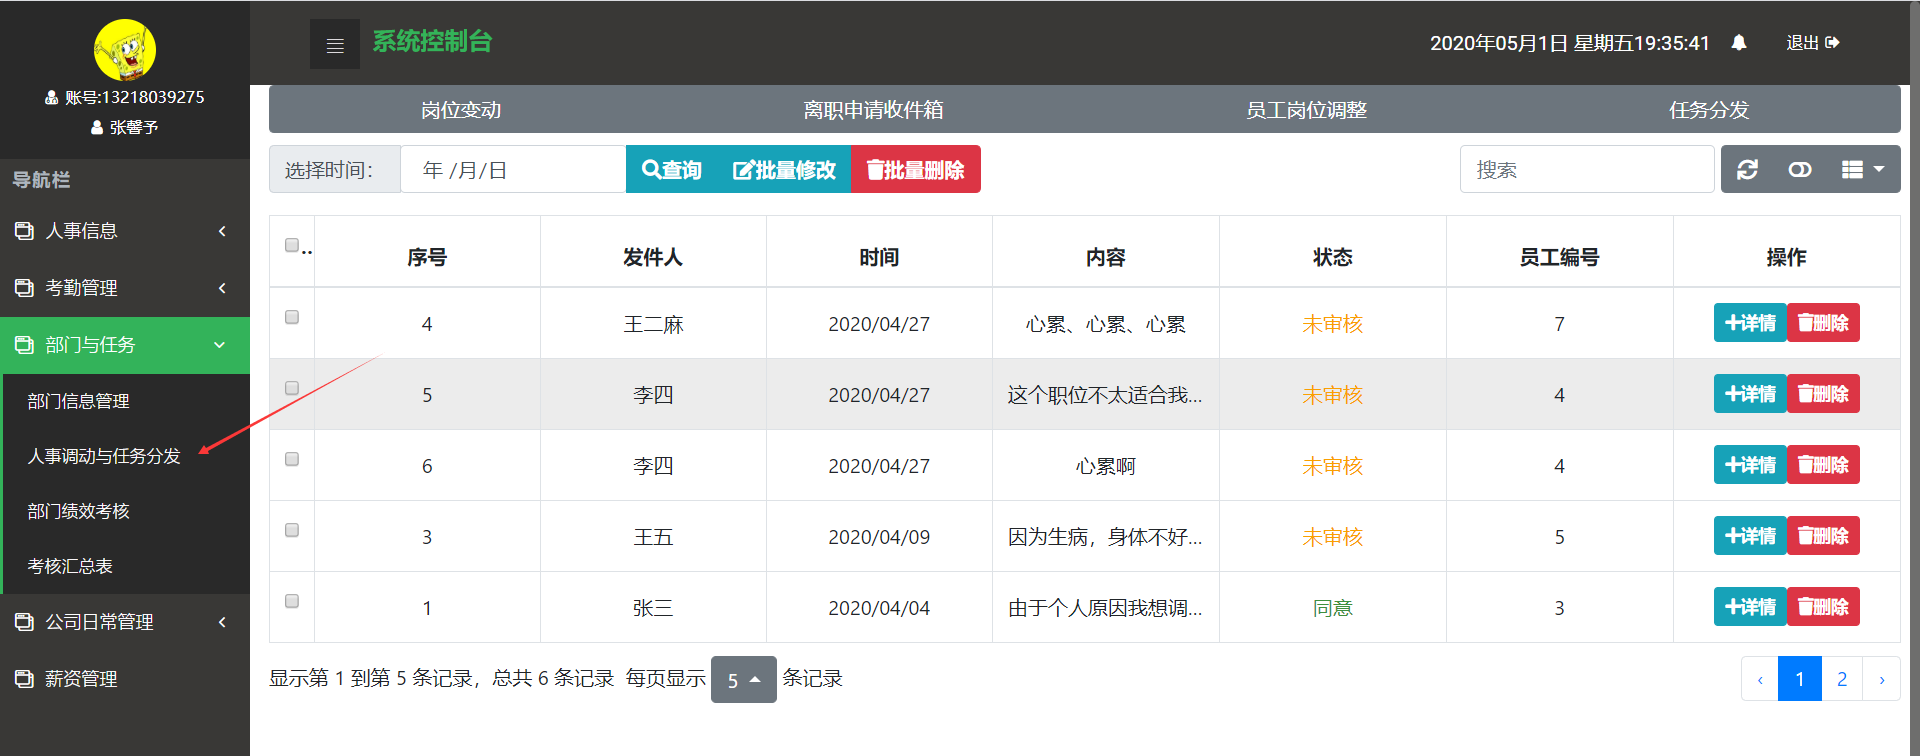 账号:13218039275
张馨予
导航栏
人事信息
考勤管理
部门与任务
部门信息管理
人事调动与任务分发
部门绩效考核
考核汇总表
公司日常管理
薪资管理
系统控制台
2020年05月1日 星期五19:35:41 退出
岗位变动 离职申请收件箱 员工岗位调整 任务分发
选择时间: 年 /月/日 查询 批量修改 批量删除 搜索
.. 序号 发件人 时间 内容 状态 员工编号 操作
4 王二麻 2020/04/27 心累、心累、心累 未审核 7 详情 删除
5 李四 2020/04/27 这个职位不太适合我... 未审核 4 详情 删除
6 李四 2020/04/27 心累啊 未审核 4 详情 删除
3 王五 2020/04/09 因为生病，身体不好... 未审核 5 详情 删除
1 张三 2020/04/04 由于个人原因我想调... 同意 3 详情 删除
显示第 1 到第 5 条记录，总共 6 条记录 每页显示 5 条记录 ‹ 1 2 ›